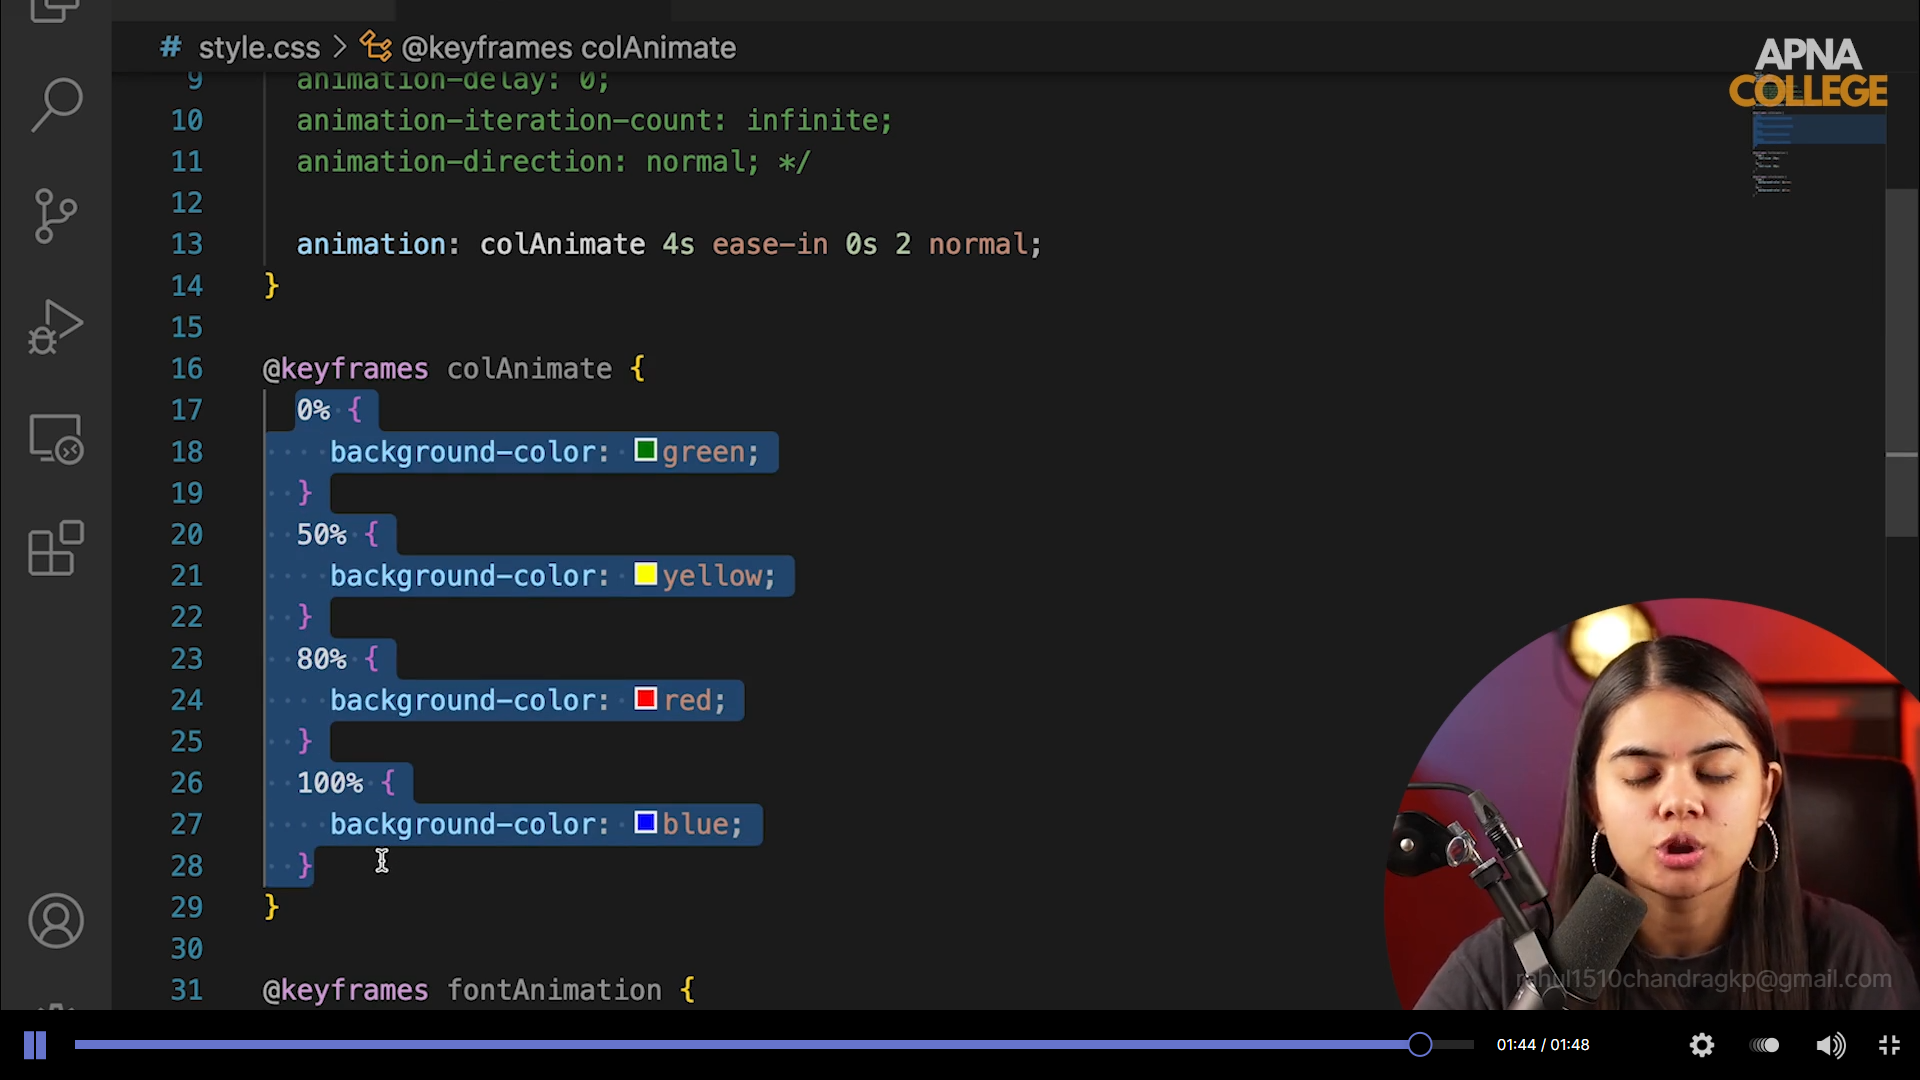 # style.css > @keyframes colAnimate
APNA
COLLEGE
9 animation-delay: 0;
10 animation-iteration-count: infinite;
11 animation-direction: normal; */
12
13 animation: colAnimate 4s ease-in 0s 2 normal;
14 }
15
16 @keyframes colAnimate {
17 0% {
18 background-color: green;
19 }
20 50% {
21 background-color: yellow;
22 }
23 80% {
24 background-color: red;
25 }
26 100% {
27 background-color: blue;
28 }
29 }
30
31 @keyframes fontAnimation {
rahul1510chandragkp@gmail.com
01:44 / 01:48